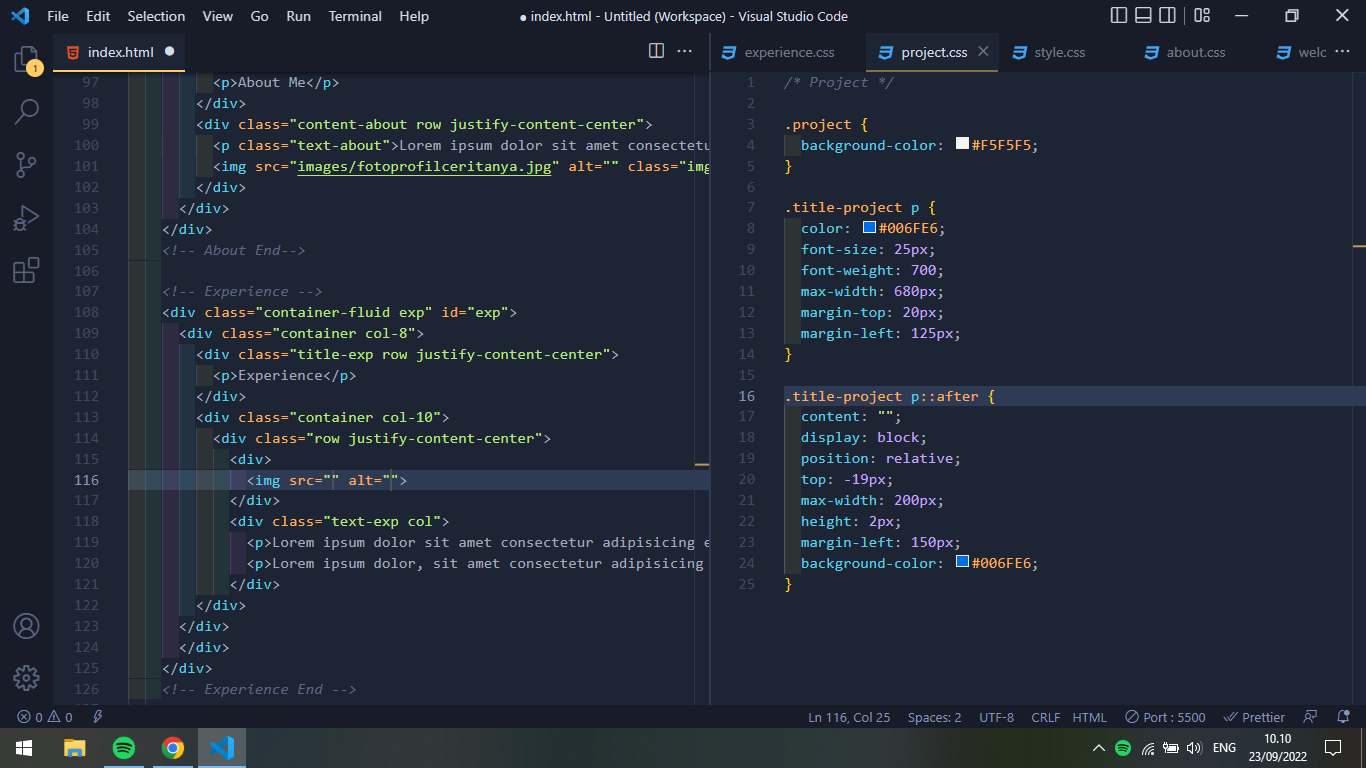 File Edit Selection View Go Run Terminal Help
● index.html - Untitled (Workspace) - Visual Studio Code
1
index.html
97 <p>About Me</p>
98 </div>
99 <div class="content-about row justify-content-center">
100 <p class="text-about">Lorem ipsum dolor sit amet consectetu
101 <img src="images/fotoprofilceritanya.jpg" alt="" class="img
102 </div>
103 </div>
104 </div>
105 <!-- About End-->
106
107 <!-- Experience -->
108 <div class="container-fluid exp" id="exp">
109 <div class="container col-8">
110 <div class="title-exp row justify-content-center">
111 <p>Experience</p>
112 </div>
113 <div class="container col-10">
114 <div class="row justify-content-center">
115 <div>
116 <img src="" alt="">
117 </div>
118 <div class="text-exp col">
119 <p>Lorem ipsum dolor sit amet consectetur adipisicing e
120 <p>Lorem ipsum dolor, sit amet consectetur adipisicing
121 </div>
122 </div>
123 </div>
124 </div>
125 </div>
126 <!-- Experience End -->
experience.css project.css style.css about.css welc
1 /* Project */
2
3 .project {
4 background-color: #F5F5F5;
5 }
6
7 .title-project p {
8 color: #006FE6;
9 font-size: 25px;
10 font-weight: 700;
11 max-width: 680px;
12 margin-top: 20px;
13 margin-left: 125px;
14 }
15
16 .title-project p::after {
17 content: "";
18 display: block;
19 position: relative;
20 top: -19px;
21 max-width: 200px;
22 height: 2px;
23 margin-left: 150px;
24 background-color: #006FE6;
25 }
0 0 Ln 116, Col 25 Spaces: 2 UTF-8 CRLF HTML Port : 5500 Prettier
ENG
10.10
23/09/2022